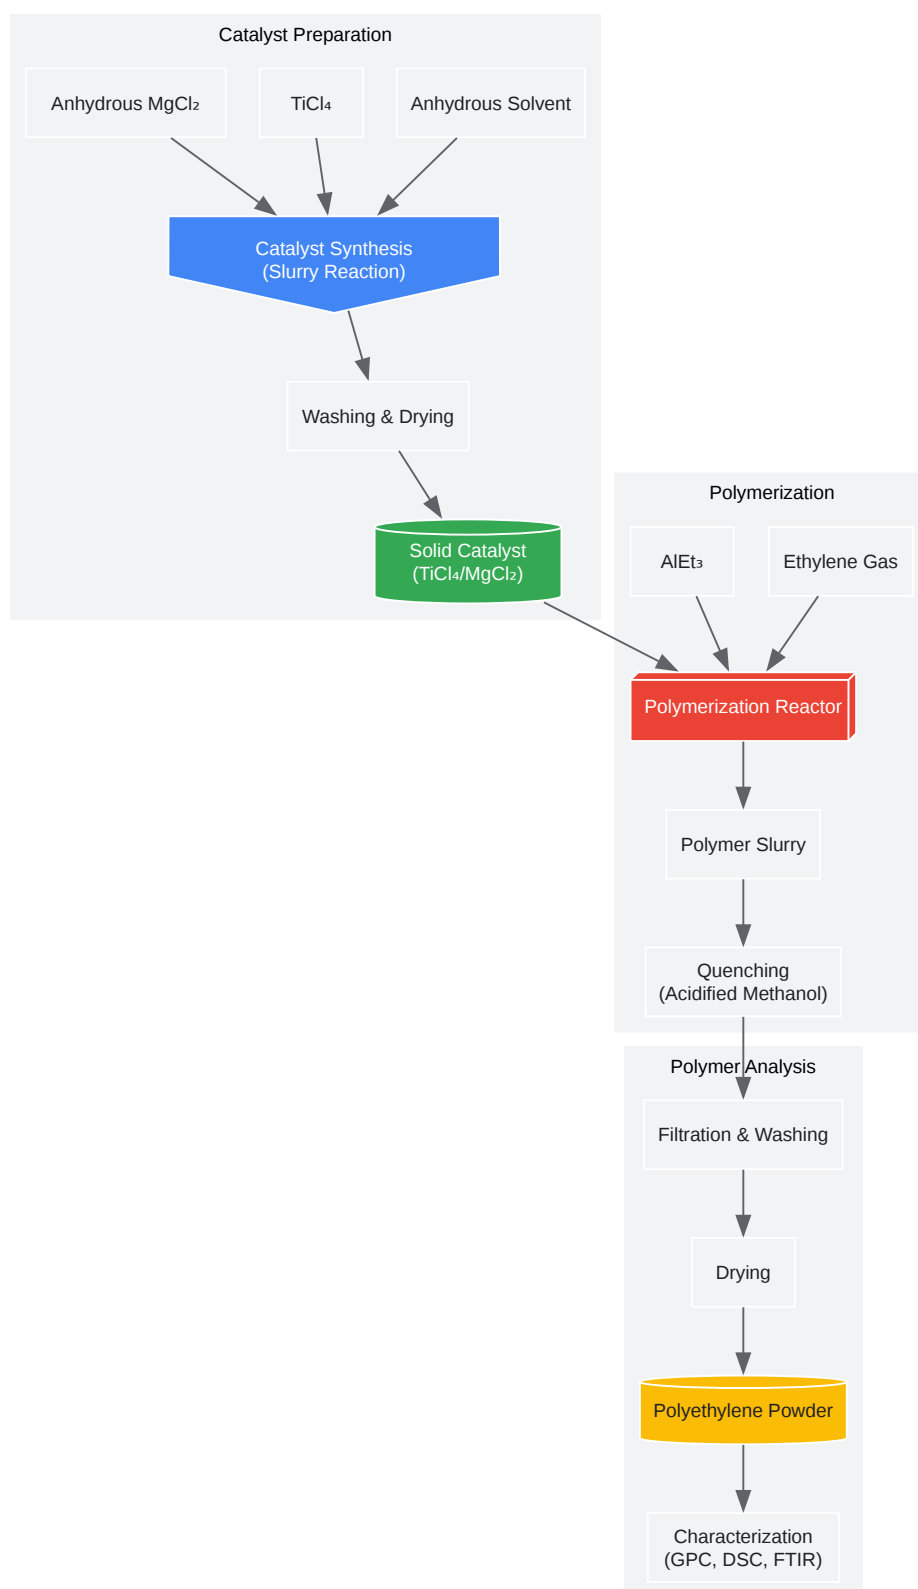 Catalyst Preparation
Anhydrous MgCl₂
TiCl₄
Anhydrous Solvent
Catalyst Synthesis
(Slurry Reaction)
Washing & Drying
Solid Catalyst
(TiCl₄/MgCl₂)
Polymerization
AlEt₃
Ethylene Gas
Polymerization Reactor
Polymer Slurry
Quenching
(Acidified Methanol)
Polymer Analysis
Filtration & Washing
Drying
Polyethylene Powder
Characterization
(GPC, DSC, FTIR)